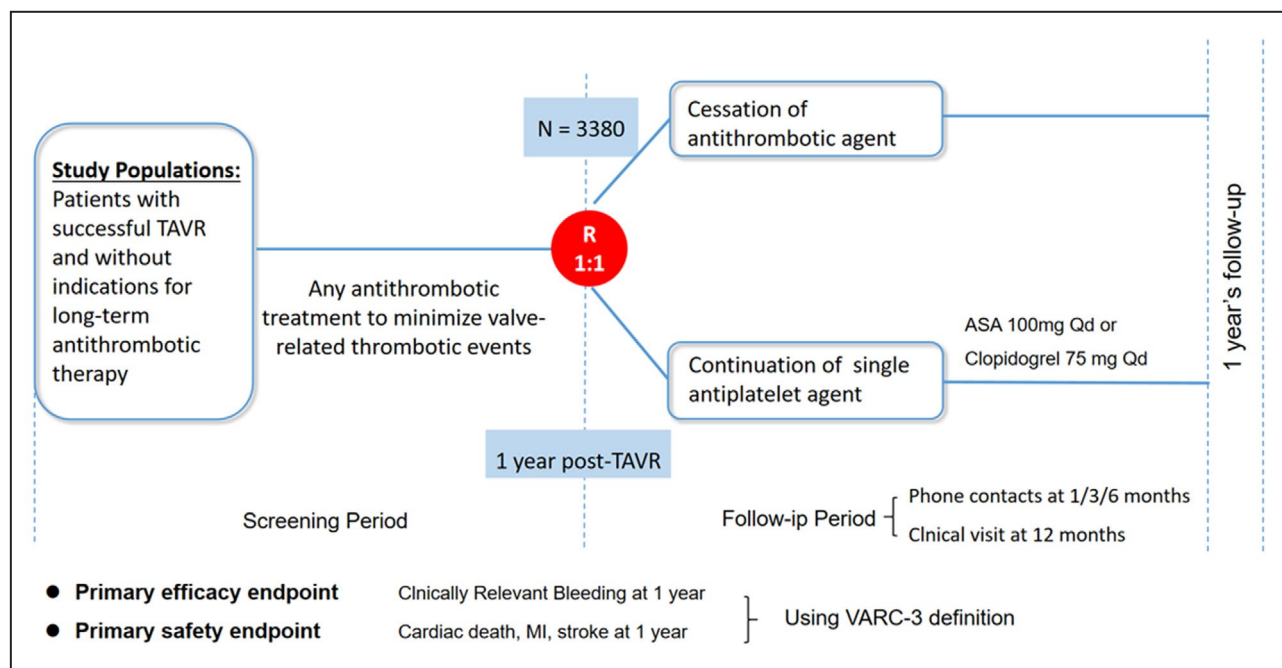 Study Populations:
Patients with
successful TAVR
and without
indications for
long-term
antithrombotic
therapy
Any antithrombotic
treatment to minimize valve-
related thrombotic events
N = 3380
R
1:1
1 year post-TAVR
Cessation of
antithrombotic agent
Continuation of single
antiplatelet agent
ASA 100mg Qd or
Clopidogrel 75 mg Qd
1 year's follow-up
Screening Period
Follow-ip Period
Phone contacts at 1/3/6 months
Clnical visit at 12 months
● Primary efficacy endpoint
Clnically Relevant Bleeding at 1 year
● Primary safety endpoint
Cardiac death, MI, stroke at 1 year
Using VARC-3 definition